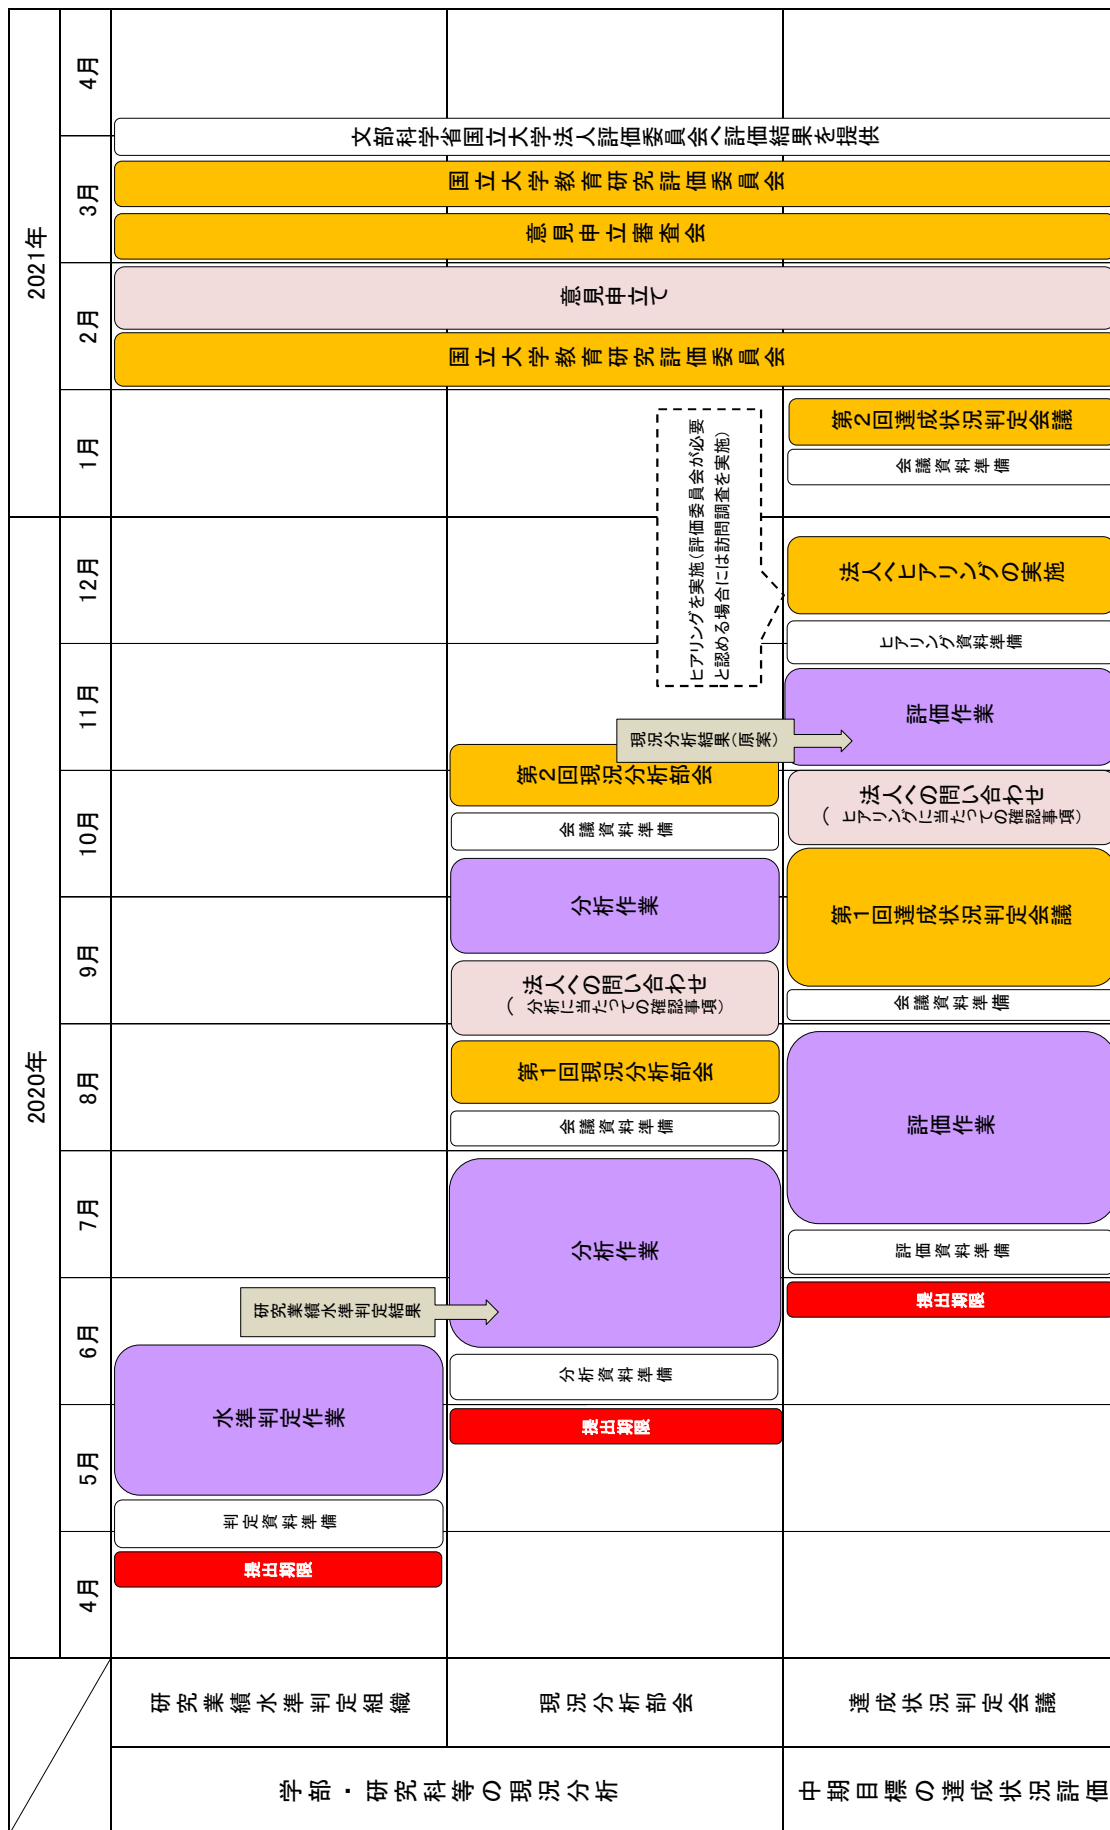 2020年
2021年
4月
5月
6月
7月
8月
9月
10月
11月
12月
1月
2月
3月
4月
学部・研究科等の現況分析
研究業績水準判定組織
提出期限
判定資料準備
水準判定作業
研究業績水準判定結果
現況分析部会
提出期限
分析資料準備
分析作業
会議資料準備
第1回現況分析部会
法人への問い合わせ
(分析に当たっての確認事項)
分析作業
会議資料準備
第2回現況分析部会
現況分析結果(原案)
中期目標の達成状況評価
達成状況判定会議
提出期限
評価資料準備
評価作業
会議資料準備
第1回達成状況判定会議
法人への問い合わせ
(ヒアリングに当たっての確認事項)
評価作業
ヒアリング資料準備
法人ヘヒアリングの実施
ヒアリングを実施(評価委員会が必要
と認める場合には訪問調査を実施)
会議資料準備
第2回達成状況判定会議
国立大学教育研究評価委員会
意見申立て
意見申立審査会
国立大学教育研究評価委員会
文部科学省国立大学法人評価委員会へ評価結果を提供